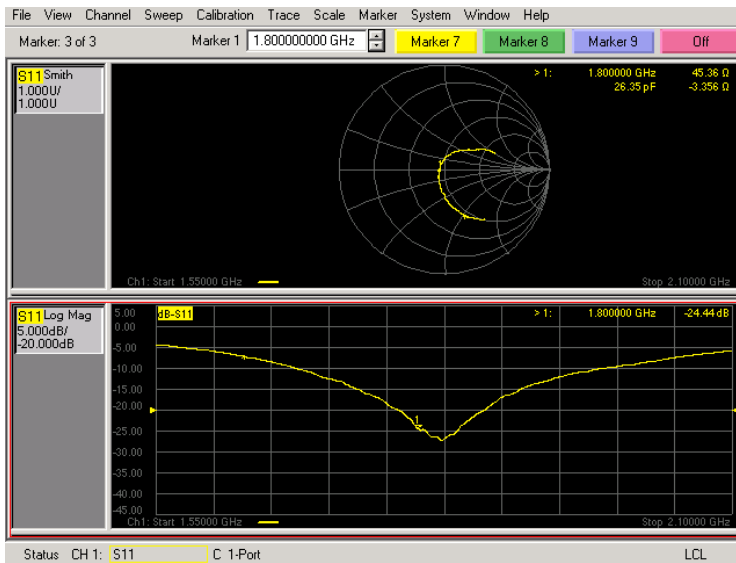 File View Channel Sweep Calibration Trace Scale Marker System Window Help
Marker: 3 of 3 Marker 1 1.800000000 GHz Marker 7 Marker 8 Marker 9 Off
S11 Smith
1.000U/
1.000U
> 1: 1.800000 GHz 45.36 Ω
26.35 pF -3.356 Ω
Ch1: Start 1.55000 GHz Stop 2.10000 GHz
S11 Log Mag
5.000dB/
-20.000dB
5.00 dB-S11 > 1: 1.800000 GHz -24.44 dB
0.00
-5.00
-10.00
-15.00
-20.00
1
-25.00
-30.00
-35.00
-40.00
-45.00
Ch1: Start 1.55000 GHz Stop 2.10000 GHz
Status CH 1: S11 C 1-Port LCL